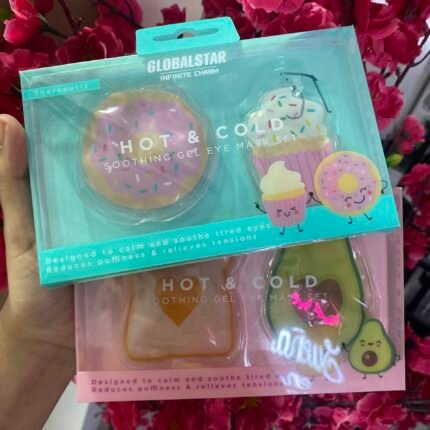 GLOBALSTAR
INFINITE CHARM
Therapeutic
HOT & COLD
SOOTHING GEL EYE MASK SET
Designed to calm and soothe tired eyes
Reduces puffiness & relieves tensions
HOT & COLD
SOOTHING GEL EYE MASK SET
Designed to calm and soothe tired
Reduces puffiness & relieves tension